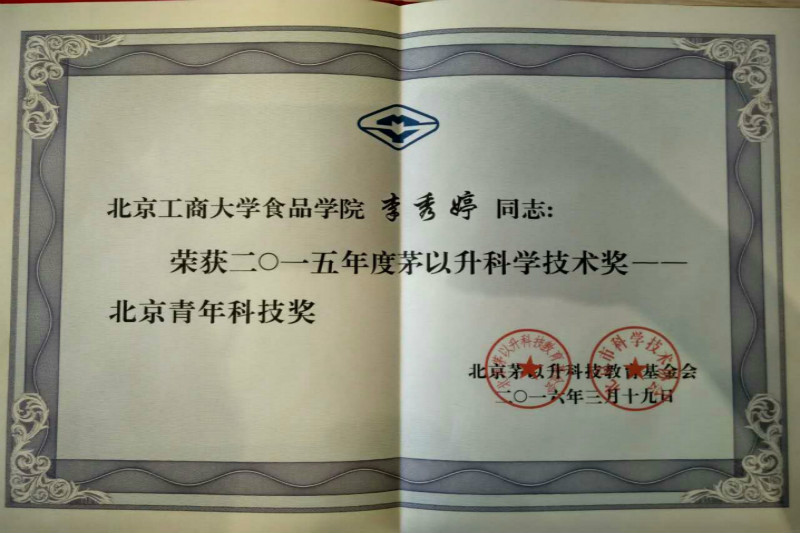 北京工商大学食品学院 李秀婷 同志:
荣获二〇一五年度茅以升科学技术奖——
北京青年科技奖
北京茅以升科技教育基金会
二〇一六年三月十九日